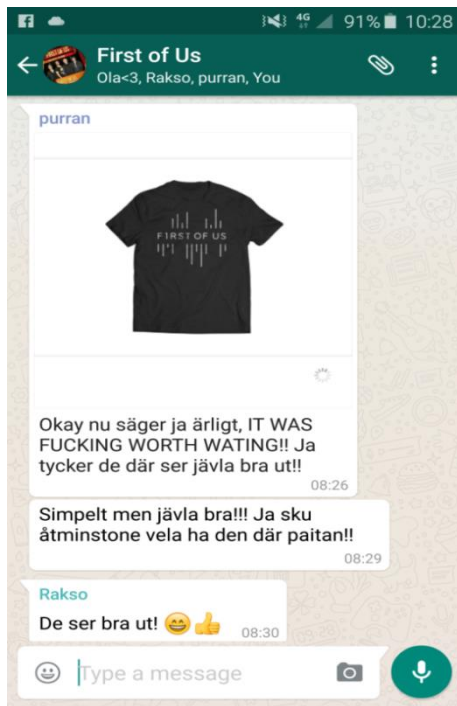 4G 91% 10:28
First of Us
Ola<3, Rakso, purran, You
purran
F1RST OF US
Okay nu säger ja ärligt, IT WAS
FUCKING WORTH WATING!! Ja
tycker de där ser jävla bra ut!!
08:26
Simpelt men jävla bra!!! Ja sku
åtminstone vela ha den där paitan!!
08:29
Rakso
De ser bra ut! 😄👍
08:30
Type a message